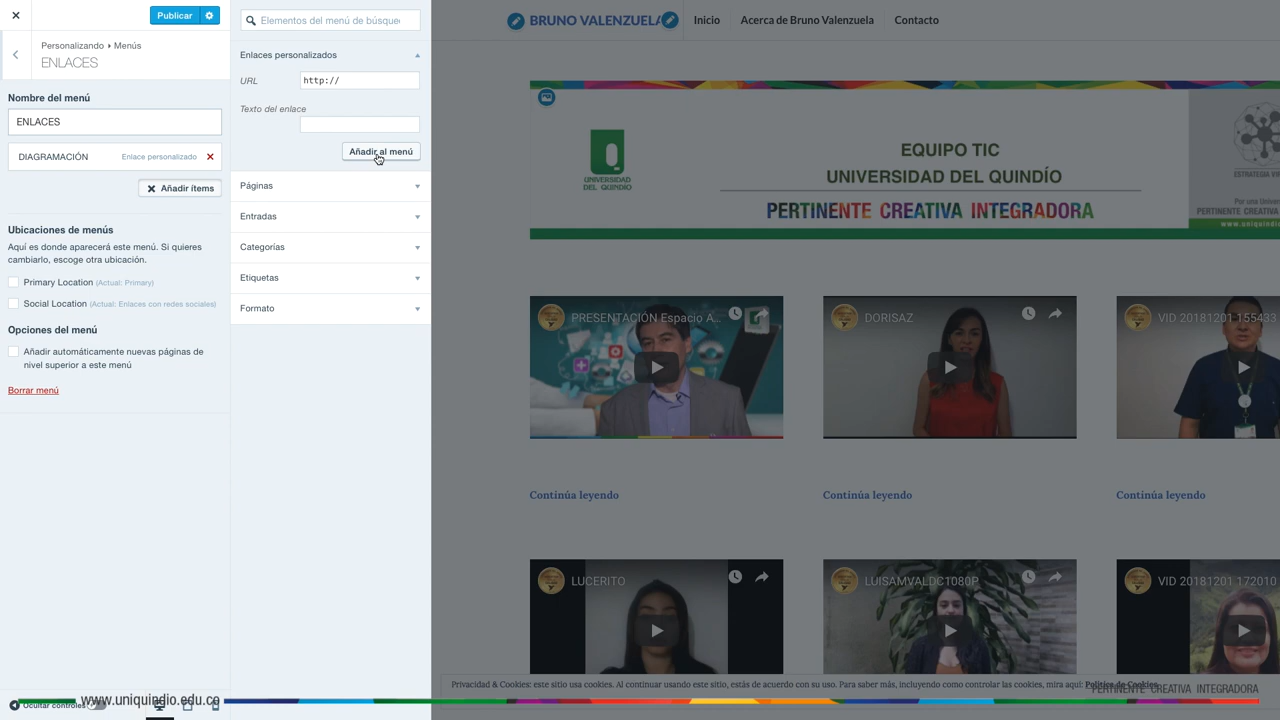 Publicar
Personalizando ▸ Menús
ENLACES
Nombre del menú
ENLACES
DIAGRAMACIÓN
Enlace personalizado
Añadir ítems
Ubicaciones de menús
Aquí es donde aparecerá este menú. Si quieres
cambiarlo, escoge otra ubicación.
Primary Location (Actual: Primary)
Social Location (Actual: Enlaces con redes sociales)
Opciones del menú
Añadir automáticamente nuevas páginas de
nivel superior a este menú
Borrar menú
Ocultar controles
www.uniquindio.edu.co
Elementos del menú de búsque
Enlaces personalizados
URL
http://
Texto del enlace
Añadir al menú
Páginas
Entradas
Categorías
Etiquetas
Formato
BRUNO VALENZUELA
Inicio
Acerca de Bruno Valenzuela
Contacto
UNIVERSIDAD
DEL QUINDÍO
EQUIPO TIC
UNIVERSIDAD DEL QUINDÍO
PERTINENTE CREATIVA INTEGRADORA
ESTRATEGIA VI
Por una Univer
PERTINENTE CREATIVA
www.uniquindi
PRESENTACIÓN Espacio A...
DORISAZ
VID 20181201 155433
Continúa leyendo
Continúa leyendo
Continúa leyendo
LUCERITO
LUISAMVALDC1080P
VID 20181201 172010
Privacidad & Cookies: este sitio usa cookies. Al continuar usando este sitio, estás de acuerdo con su uso. Para saber más, incluyendo como controlar las cookies, mira aquí: Política de Cookies
PERTINENTE CREATIVA INTEGRADORA